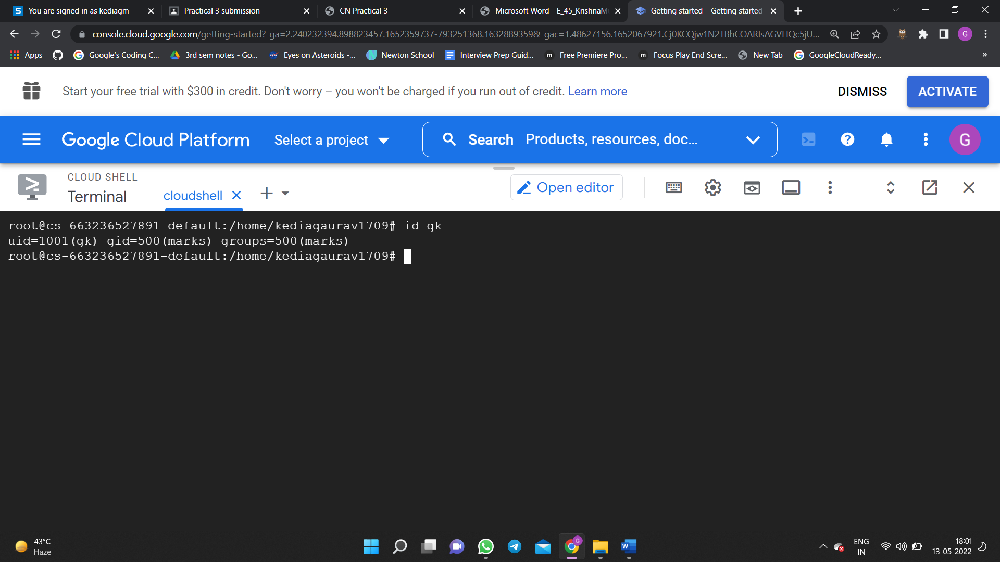 You are signed in as kediagm
Practical 3 submission
CN Practical 3
Microsoft Word - E_45_KrishnaM
Getting started – Getting started
console.cloud.google.com/getting-started?_ga=2.240232394.898823457.1652359737-793251368.1632889359&_gac=1.48627156.1652067921.Cj0KCQjw1N2TBhCOARIsAGVHQc5jU...
G
Apps
Google's Coding C...
3rd sem notes - Go...
Eyes on Asteroids -...
Newton School
Interview Prep Guid...
Free Premiere Pro...
Focus Play End Scre...
New Tab
GoogleCloudReady...
»
Start your free trial with $300 in credit. Don't worry – you won't be charged if you run out of credit. Learn more
DISMISS
ACTIVATE
Google Cloud Platform
Select a project
Search Products, resources, doc...
G
CLOUD SHELL
Terminal
cloudshell
Open editor
root@cs-663236527891-default:/home/kediagaurav1709# id gk
uid=1001(gk) gid=500(marks) groups=500(marks)
root@cs-663236527891-default:/home/kediagaurav1709#
43°C
Haze
ENG
IN
18:01
13-05-2022